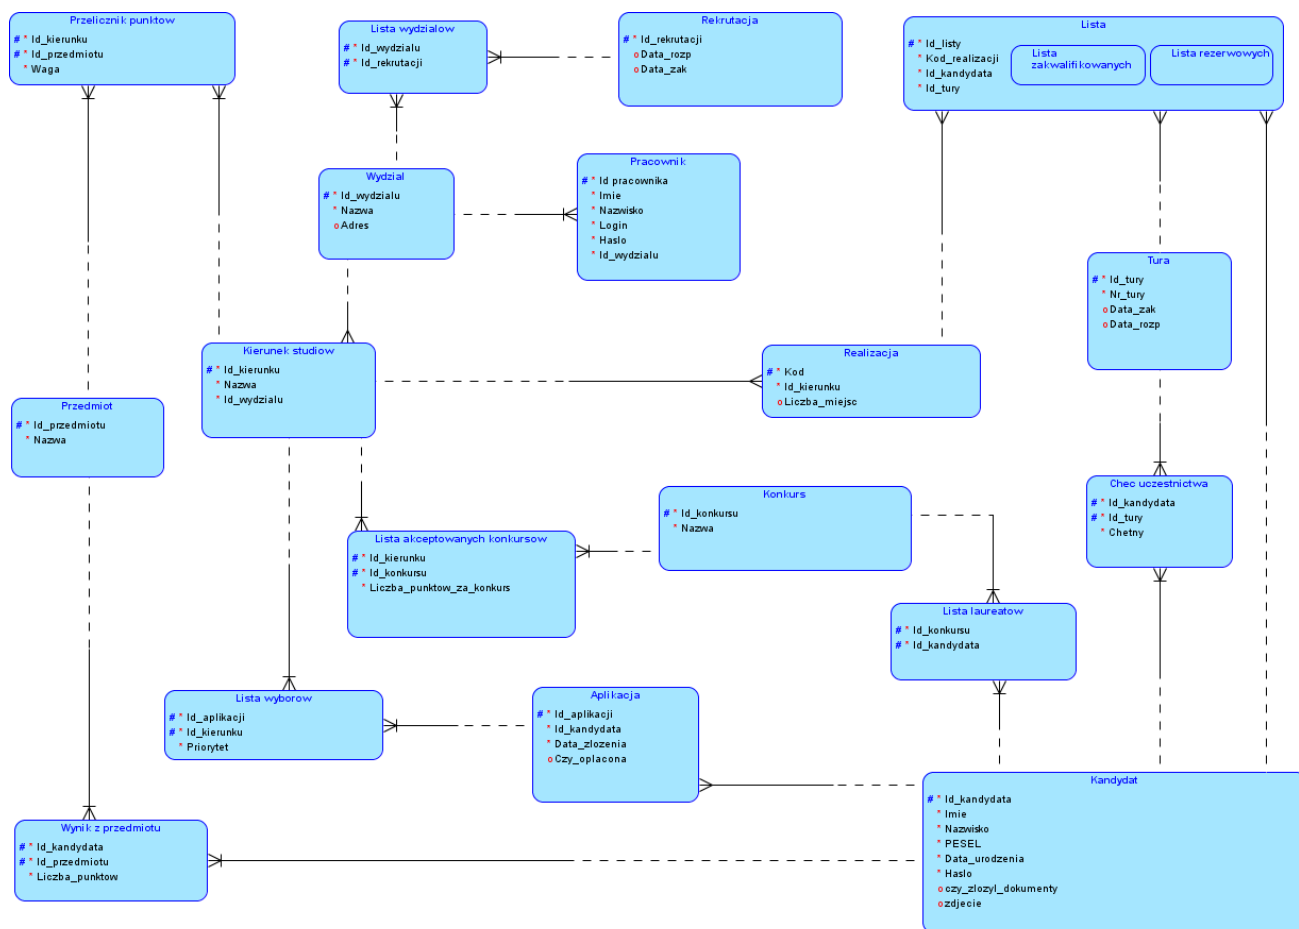 Przelicznik punktow
# * Id_kierunku
# * Id_przedmiotu
* Waga
Lista wydzialow
# * Id_wydzialu
# * Id_rekrutacji
Rekrutacja
# * Id_rekrutacji
o Data_rozp
o Data_zak
Lista
# * Id_listy
* Kod_realizacji
* Id_kandydata
* Id_tury
Lista
zakwalifikowanych
Lista rezerwowych
Wydzial
# * Id_wydzialu
* Nazwa
o Adres
Pracownik
# * Id pracownika
* Imie
* Nazwisko
* Login
* Haslo
* Id_wydzialu
Tura
# * Id_tury
* Nr_tury
o Data_zak
o Data_rozp
Kierunek studiow
# * Id_kierunku
* Nazwa
* Id_wydzialu
Realizacja
# * Kod
* Id_kierunku
o Liczba_miejsc
Przedmiot
# * Id_przedmiotu
* Nazwa
Chec uczestnictwa
# * Id_kandydata
# * Id_tury
* Chetny
Konkurs
# * Id_konkursu
* Nazwa
Lista akceptowanych konkursow
# * Id_kierunku
# * Id_konkursu
* Liczba_punktow_za_konkurs
Lista laureatow
# * Id_konkursu
# * Id_kandydata
Lista wyborow
# * Id_aplikacji
# * Id_kierunku
* Priorytet
Aplikacja
# * Id_aplikacji
* Id_kandydata
* Data_zlozenia
o Czy_oplacona
Kandydat
# * Id_kandydata
* Imie
* Nazwisko
* PESEL
* Data_urodzenia
* Haslo
o czy_zlozyl_dokumenty
o zdjecie
Wynik z przedmiotu
# * Id_kandydata
# * Id_przedmiotu
* Liczba_punktow